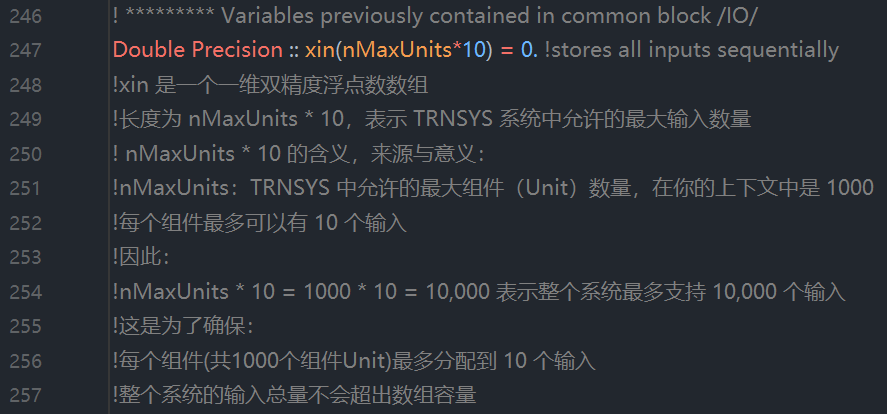 246 ! ********* Variables previously contained in common block /IO/
247 Double Precision :: xin(nMaxUnits*10) = 0. !stores all inputs sequentially
248 !xin 是一个一维双精度浮点数数组
249 !长度为 nMaxUnits * 10，表示 TRNSYS 系统中允许的最大输入数量
250 ! nMaxUnits * 10 的含义，来源与意义：
251 !nMaxUnits：TRNSYS 中允许的最大组件（Unit）数量，在你的上下文中是 1000
252 !每个组件最多可以有 10 个输入
253 !因此：
254 !nMaxUnits * 10 = 1000 * 10 = 10,000 表示整个系统最多支持 10,000 个输入
255 !这是为了确保：
256 !每个组件(共1000个组件Unit)最多分配到 10 个输入
257 !整个系统的输入总量不会超出数组容量